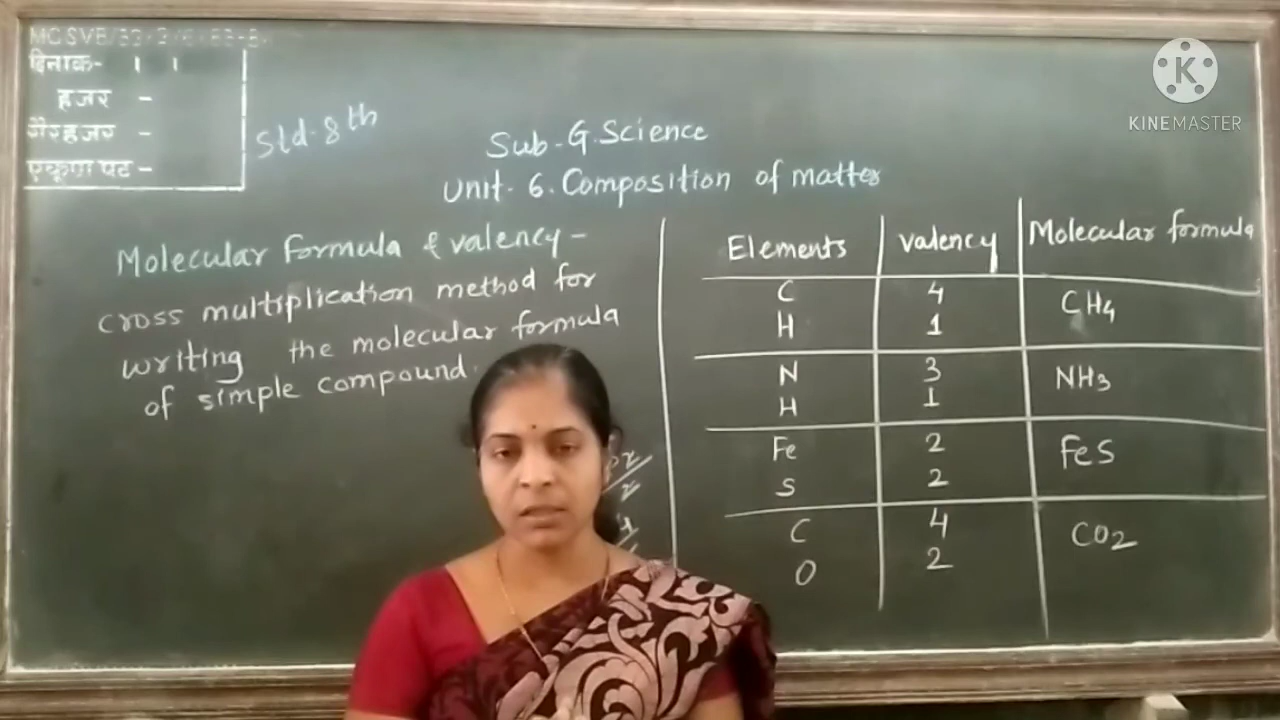 दिनांक-
हजर -
गैरहजर -
एकूण पट -
Std. 8th
Sub - G. Science
Unit - 6. Composition of matter
Molecular formula & valency -
cross multiplication method for
writing the molecular formula
of simple compound.
Elements valency Molecular formula
C 4 CH4
H 1
N 3 NH3
H 1
Fe 2 FeS
S 2
C 4 CO2
O 2
K
KINEMASTER